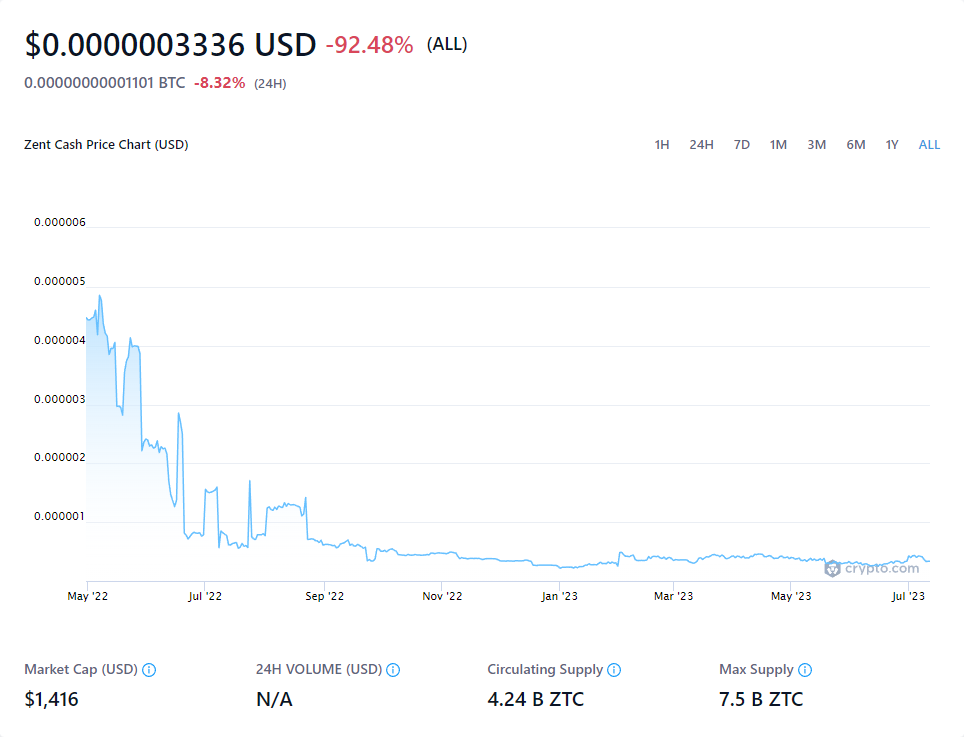 $0.0000003336 USD -92.48% (ALL)
0.00000000001101 BTC -8.32% (24H)
Zent Cash Price Chart (USD) 1H 24H 7D 1M 3M 6M 1Y ALL
0.000006
0.000005
0.000004
0.000003
0.000002
0.000001
crypto.com
May '22 Jul '22 Sep '22 Nov '22 Jan '23 Mar '23 May '23 Jul '23
Market Cap (USD) 24H VOLUME (USD) Circulating Supply Max Supply
$1,416 N/A 4.24 B ZTC 7.5 B ZTC